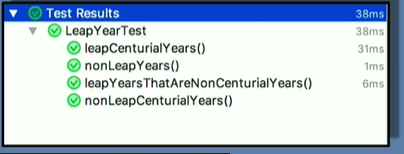 Test Results 38ms
LeapYearTest 38ms
leapCenturialYears() 31ms
nonLeapYears() 1ms
leapYearsThatAreNonCenturialYears() 6ms
nonLeapCenturialYears()